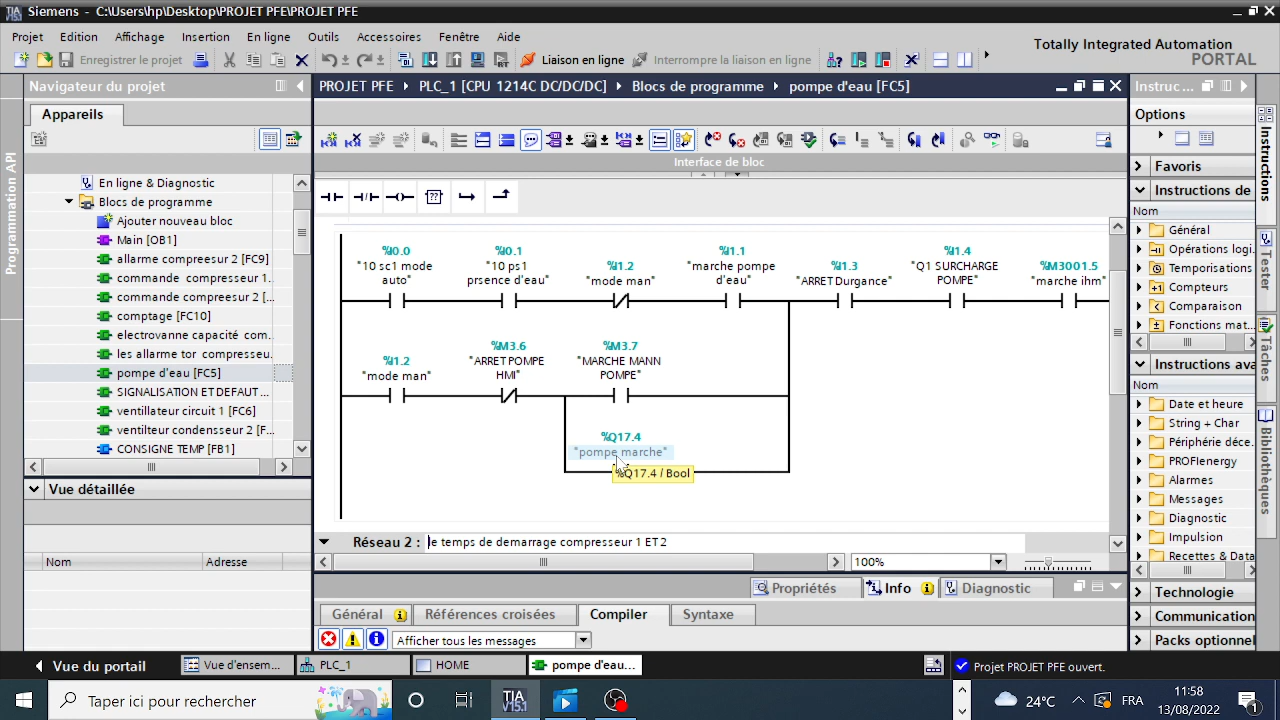 Siemens - C:\Users\hp\Desktop\PROJET PFE\PROJET PFE
TIA V15.1
Projet Edition Affichage Insertion En ligne Outils Accessoires Fenêtre Aide
Enregistrer le projet
Liaison en ligne
Interrompre la liaison en ligne
Totally Integrated Automation
PORTAL
Navigateur du projet
PROJET PFE PLC_1 [CPU 1214C DC/DC/DC] Blocs de programme pompe d'eau [FC5]
Instruc...
Appareils
Options
Interface de bloc
Programmation API
En ligne & Diagnostic
Blocs de programme
Ajouter nouveau bloc
Main [OB1]
allarme compreesur 2 [FC9]
commande compresseur 1.
commande compreesur 2 [...
comptage [FC10]
electrovanne capacité com..
les allarme tor compresseu.
pompe d'eau [FC5]
SIGNALISATION ET DEFAUT ...
ventillateur circuit 1 [FC6]
ventilteur condensseur 2 [F...
CONSIGNE TEMP [FB1]
Vue détaillée
Nom Adresse
%I0.0
"10 sc1 mode
auto"
%I0.1
"10 ps1
prsence d'eau"
%I1.2
"mode man"
%I1.1
"marche pompe
d'eau"
%I1.3
"ARRET Durgance"
%I1.4
"Q1 SURCHARGE
POMPE"
%M3001.5
"marche ihm"
%I1.2
"mode man"
%M3.6
"ARRET POMPE
HMI"
%M3.7
"MARCHE MANN
POMPE"
%Q17.4
"pompe marche"
%Q17.4 / Bool
Réseau 2 : le temps de demarrage compresseur 1 ET2
100%
Propriétés Info Diagnostic
Général Références croisées Compiler Syntaxe
Afficher tous les messages
Favoris
Instructions de
Nom
Général
Opérations logi.
Temporisations
Compteurs
Comparaison
Fonctions mat...
Instructions ava
Nom
Date et heure
String + Char
Périphérie déce..
PROFIenergy
Alarmes
Messages
Diagnostic
Impulsion
Recettes & Data
Technologie
Communication
Packs optionnel
Instructions
Tester
Tâches
Bibliothèques
Vue du portail
Vue d'ensem...
PLC_1
HOME
pompe d'eau...
Projet PROJET PFE ouvert.
Taper ici pour rechercher
TIA
V15.1
24°C
FRA
11:58
13/08/2022
1